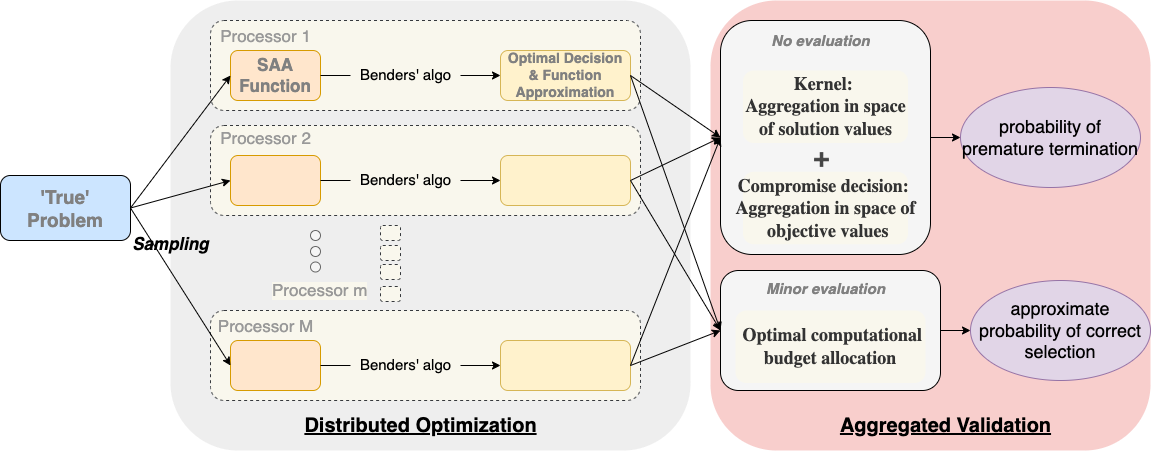 Processor 1
SAA
Function
Benders' algo
Optimal Decision
& Function
Approximation
Processor 2
Benders' algo
'True'
Problem
Sampling
Processor m
Processor M
Benders' algo
Distributed Optimization
No evaluation
Kernel:
Aggregation in space
of solution values
+
Compromise decision:
Aggregation in space of
objective values
probability of
premature termination
Minor evaluation
Optimal computational
budget allocation
approximate
probability of correct
selection
Aggregated Validation